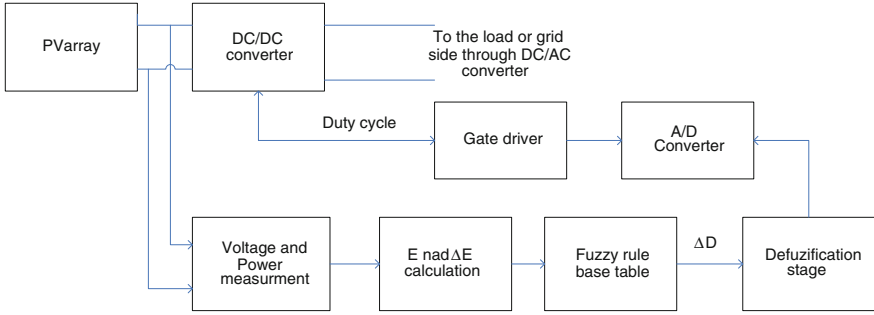 PVarray
DC/DC
converter
To the load or grid
side through DC/AC
converter
Duty cycle
Gate driver
A/D
Converter
Voltage and
Power
measurment
E nad ΔE
calculation
Fuzzy rule
base table
ΔD
Defuzification
stage